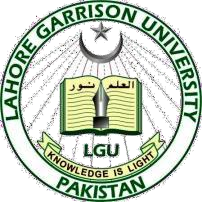 LAHORE GARRISON UNIVERSITY
العلم نور
LGU
KNOWLEDGE IS LIGHT
PAKISTAN